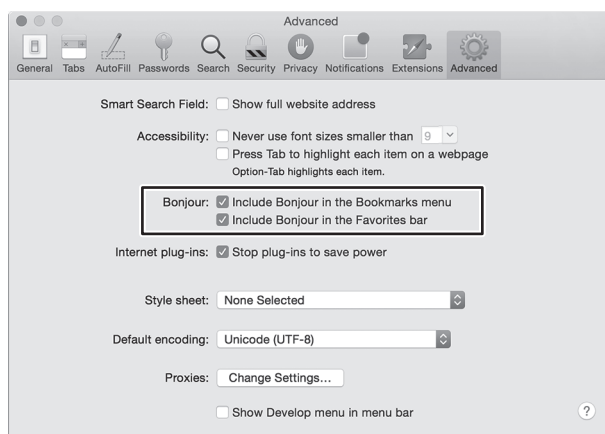 Advanced
General Tabs AutoFill Passwords Search Security Privacy Notifications Extensions Advanced
Smart Search Field: Show full website address
Accessibility: Never use font sizes smaller than 9
Press Tab to highlight each item on a webpage
Option-Tab highlights each item.
Bonjour: Include Bonjour in the Bookmarks menu
Include Bonjour in the Favorites bar
Internet plug-ins: Stop plug-ins to save power
Style sheet: None Selected
Default encoding: Unicode (UTF-8)
Proxies: Change Settings...
Show Develop menu in menu bar
?